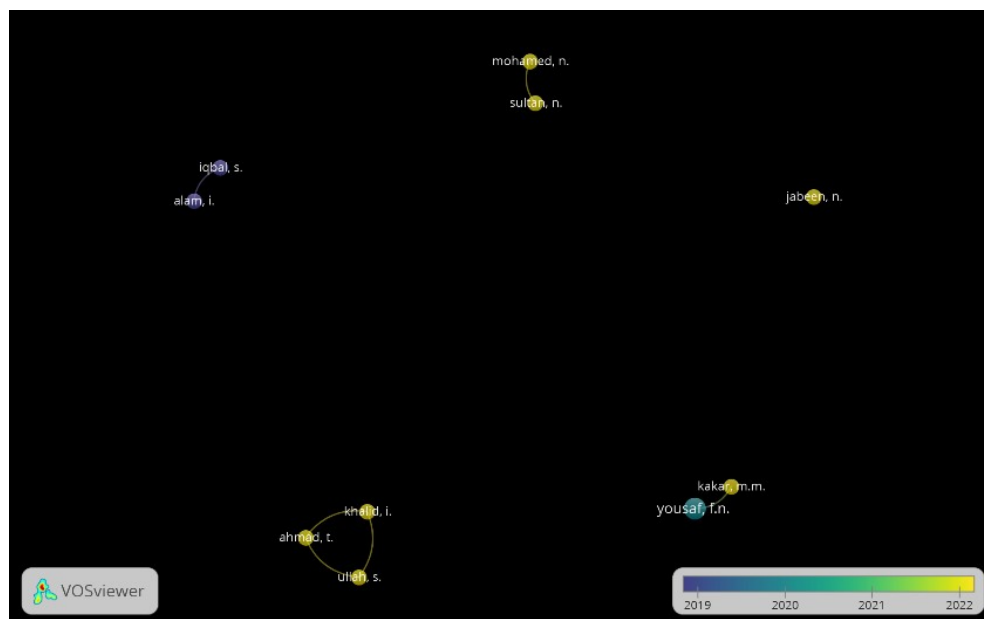 mohamed, n.
sultan, n.
iqbal, s.
jabeen, n.
alam, i.
kakar, m.m.
yousaf, f.n.
khalid, i.
ahmad, t.
ullah, s.
VOSviewer
2019 2020 2021 2022